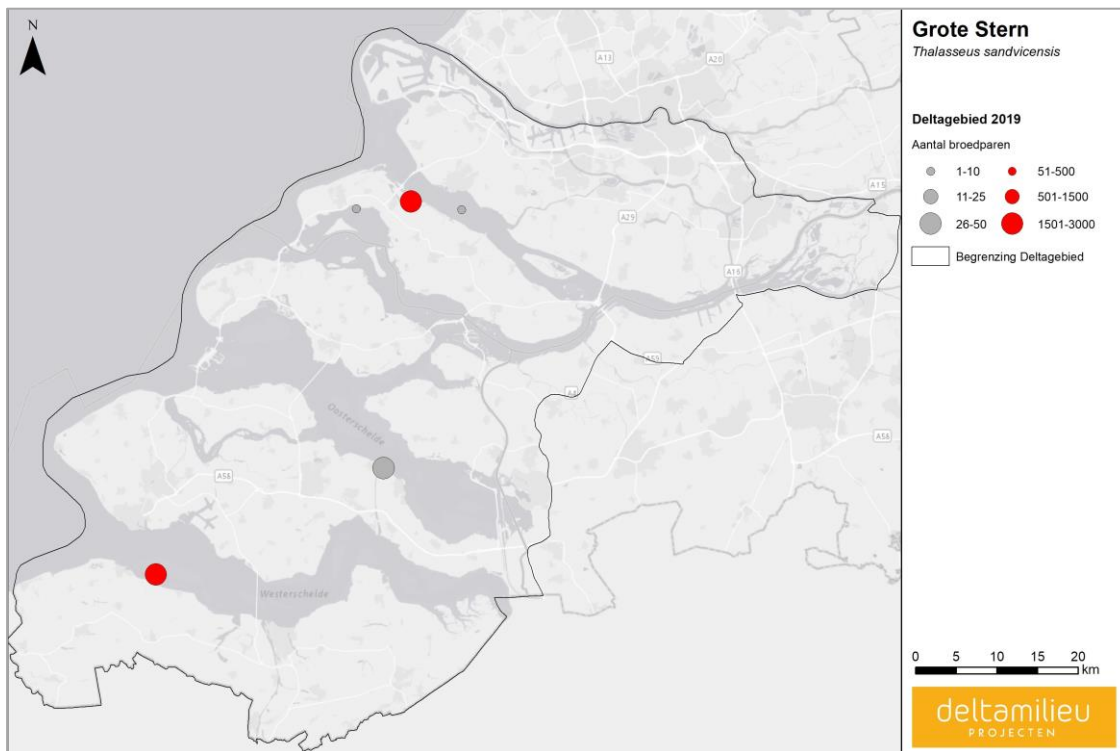 N
A13
A20
A15
A29
A16
A59
A4
A58
A58
Oosterschelde
Westerschelde
Grote Stern
Thalasseus sandvicensis
Deltagebied 2019
Aantal broedparen
1-10 51-500
11-25 501-1500
26-50 1501-3000
Begrenzing Deltagebied
0 5 10 15 20
km
deltamilieu
PROJECTEN